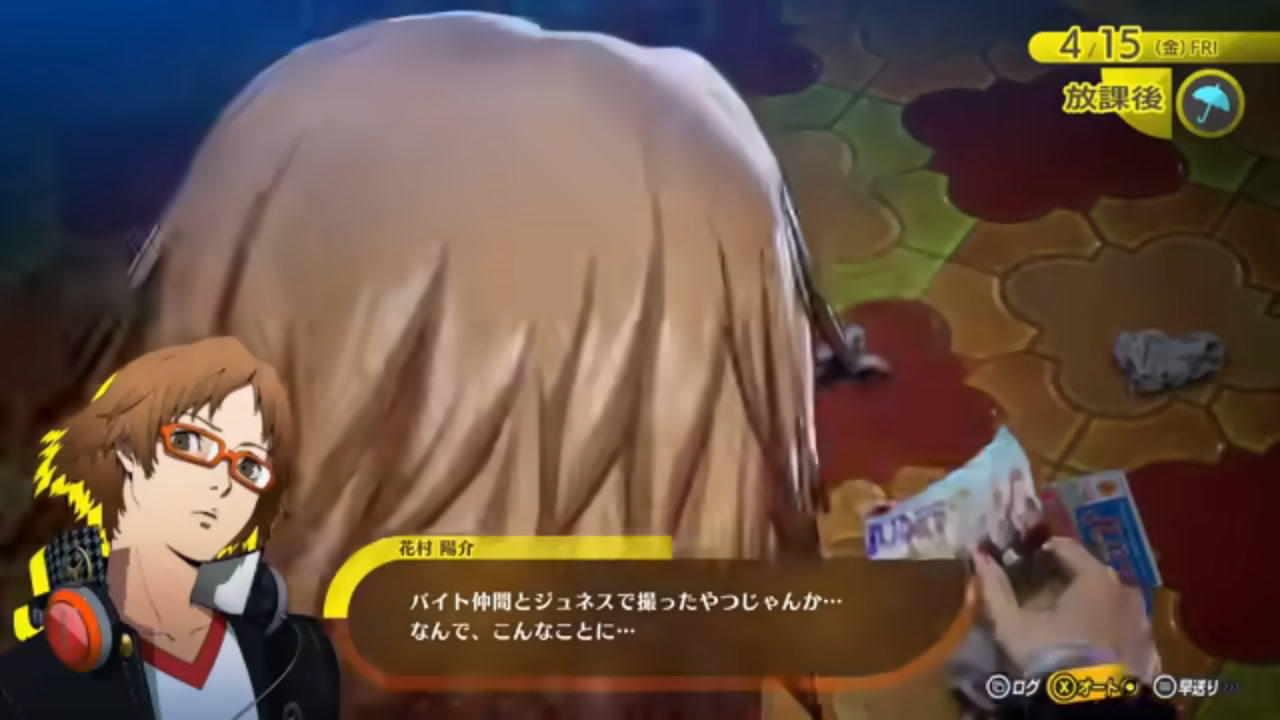 4/15 (金) FRI
放課後
花村 陽介
バイト仲間とジュネスで撮ったやつじゃんか…
なんで、こんなことに…
ログ
X オート
早送り